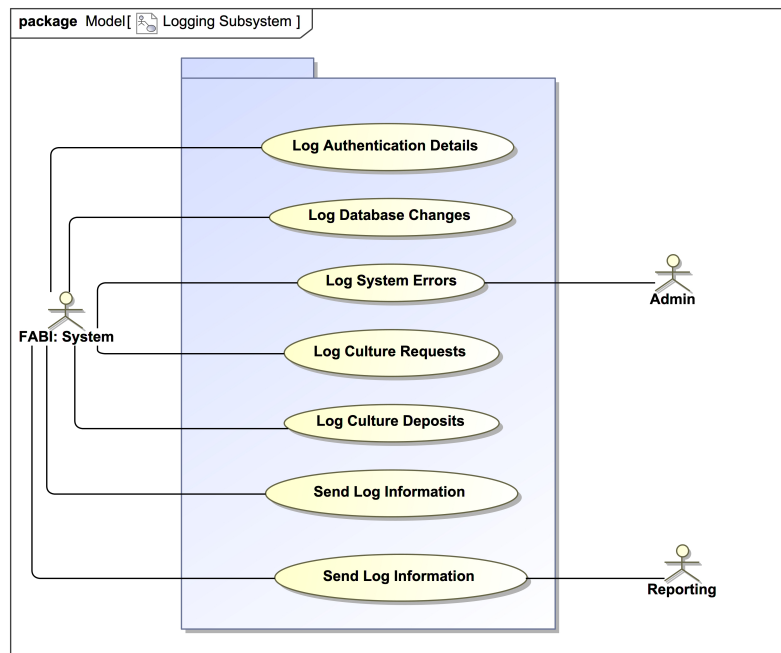 package Model[ Logging Subsystem ]
Log Authentication Details
Log Database Changes
Log System Errors
Admin
FABI: System
Log Culture Requests
Log Culture Deposits
Send Log Information
Send Log Information
Reporting